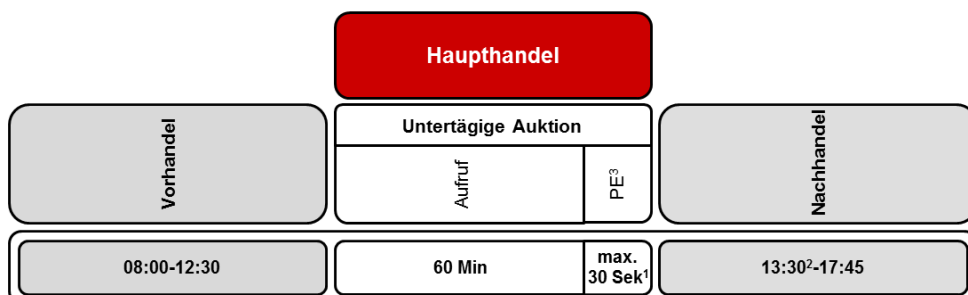 Haupthandel
Vorhandel
Untertägige Auktion
Aufruf
PE³
Nachhandel
08:00-12:30
60 Min
max.
30 Sek¹
13:30²-17:45